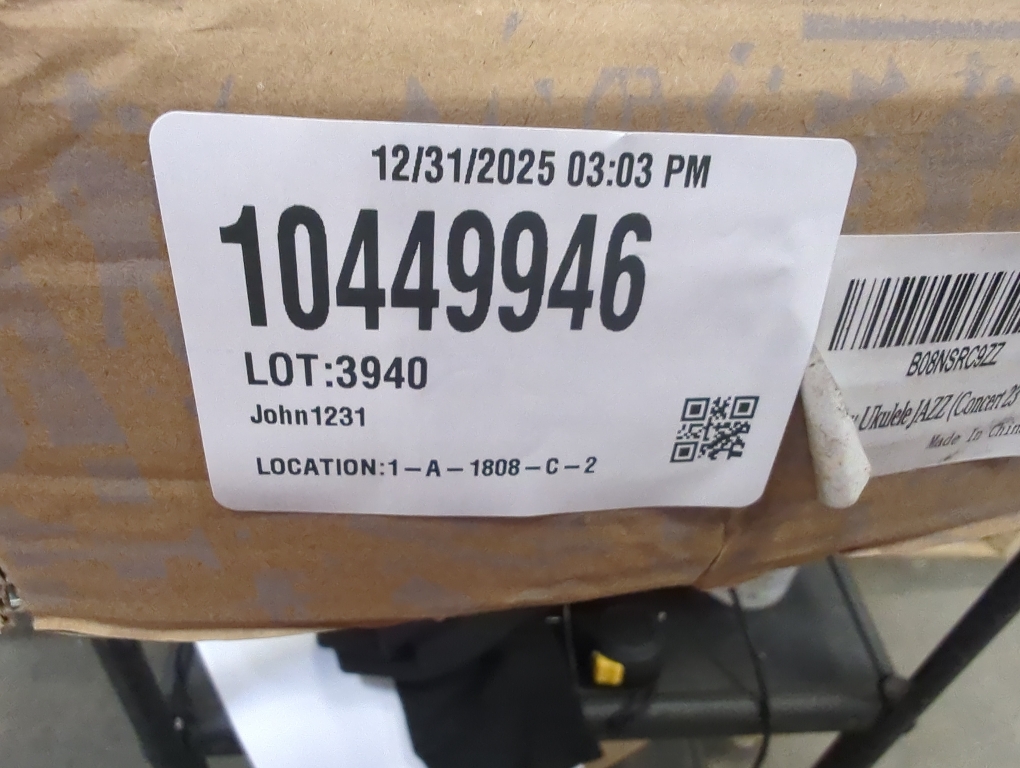 12/31/2025 03:03 PM
10449946
LOT:3940
John1231
LOCATION:1-A-1808-C-2
B08NSRC9ZZ
Ukulele JAZZ (Concert 23
Made In Chin